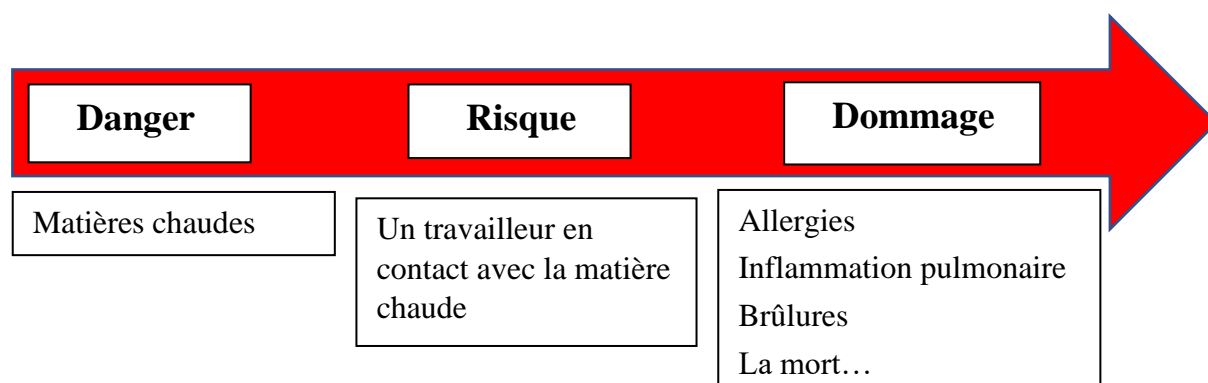 Danger
Risque
Dommage
Matières chaudes
Un travailleur en
contact avec la matière
chaude
Allergies
Inflammation pulmonaire
Brûlures
La mort…